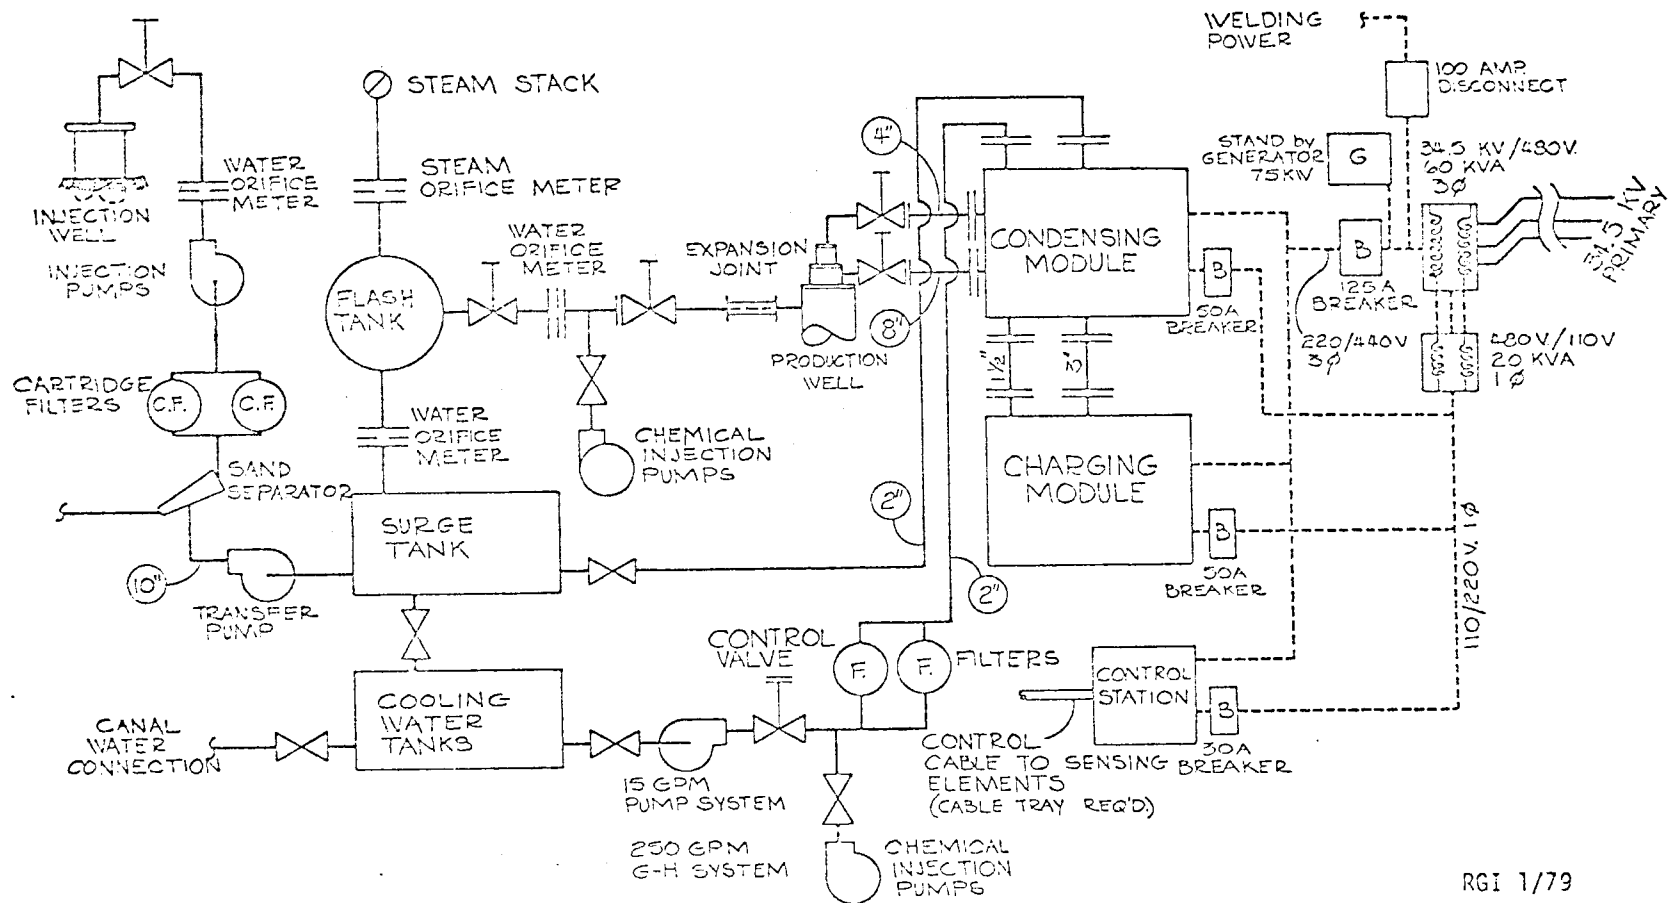 WELDING
POWER
100 AMP.
DISCONNECT
STEAM STACK
4"
STAND by
GENERATOR
75KW
G
34.5 KV/480V.
60 KVA
3Ø
34.5 KV
PRIMARY
WATER
ORIFICE
METER
STEAM
ORIFICE METER
INJECTION
WELL
WATER
ORIFICE
METER
EXPANSION
JOINT
CONDENSING
MODULE
B
125A
BREAKER
B
50A
BREAKER
INJECTION
PUMPS
FLASH
TANK
8"
PRODUCTION
WELL
1½"
3"
220/440V
3Ø
480V/110V
20 KVA
1Ø
CARTRIDGE
FILTERS
C.F.
C.F.
WATER
ORIFICE
METER
CHEMICAL
INJECTION
PUMPS
CHARGING
MODULE
SAND
SEPARATOR
SURGE
TANK
2"
B
50A
BREAKER
10"
TRANSFER
PUMP
2"
110/220V. 1Ø
CONTROL
VALVE
F.
F.
FILTERS
CONTROL
STATION
B
30A
BREAKER
COOLING
WATER
TANKS
CANAL
WATER
CONNECTION
CONTROL
CABLE TO SENSING
ELEMENTS
(CABLE TRAY REQ'D.)
15 GPM
PUMP SYSTEM
250 GPM
G-H SYSTEM
CHEMICAL
INJECTION
PUMPS
RGI 1/79